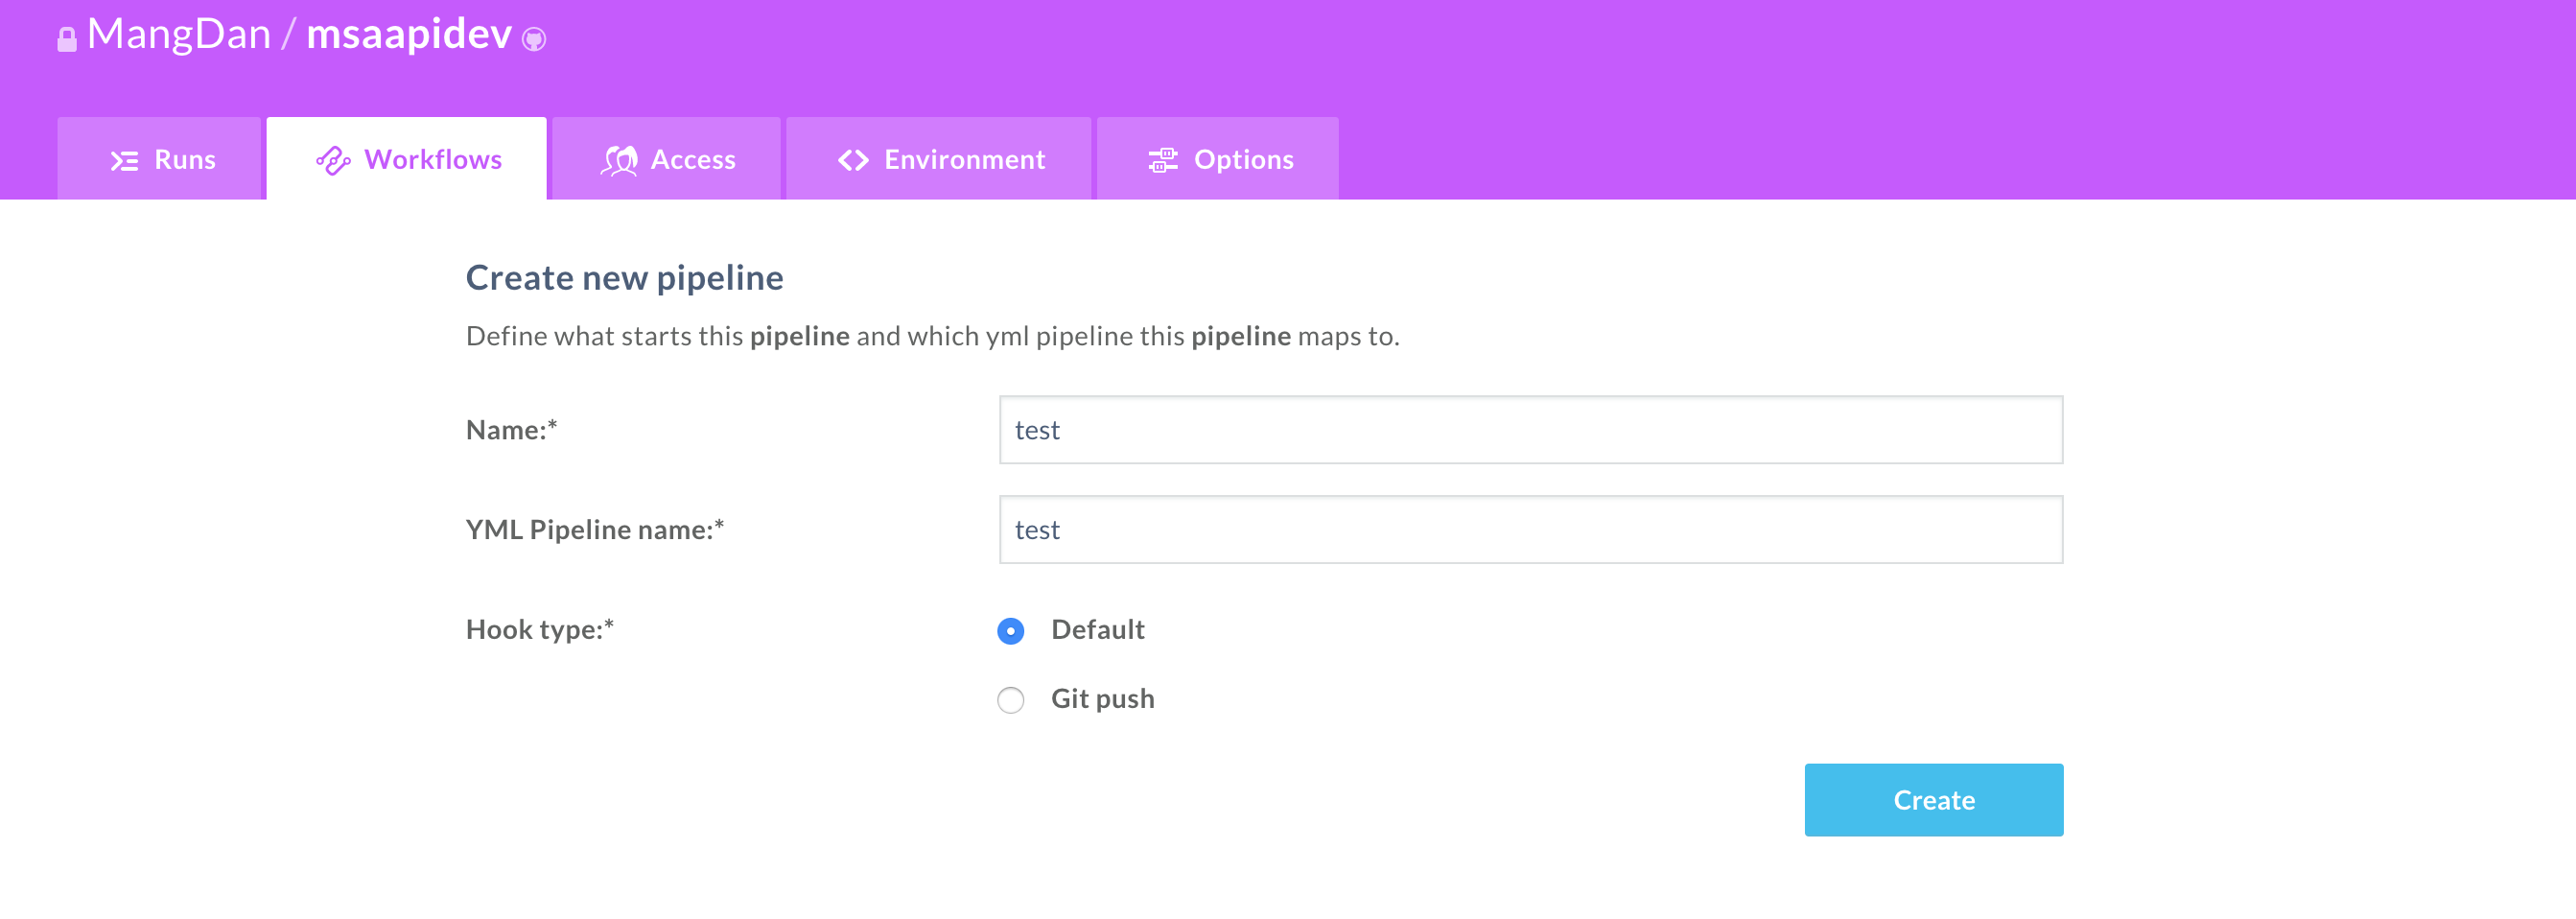 MangDan / msaapidev
Runs
Workflows
Access
Environment
Options
Create new pipeline
Define what starts this pipeline and which yml pipeline this pipeline maps to.
Name:*
test
YML Pipeline name:*
test
Hook type:*
Default
Git push
Create